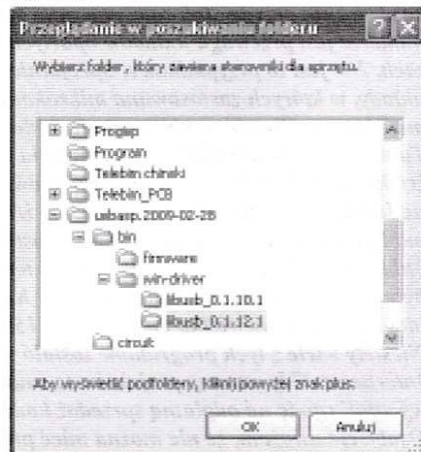 Przeglądanie w poszukiwaniu folderu
Wybierz folder, który zawiera sterowniki dla sprzętu.
Progisp
Program
Telebim chinski
Telebim_PCB
usbasp.2009-02-28
bin
firmware
win-driver
libusb_0.1.10.1
libusb_0.1.12.1
circuit
Aby wyświetlić podfoldery, kliknij powyżej znak plus.
OK
Anuluj